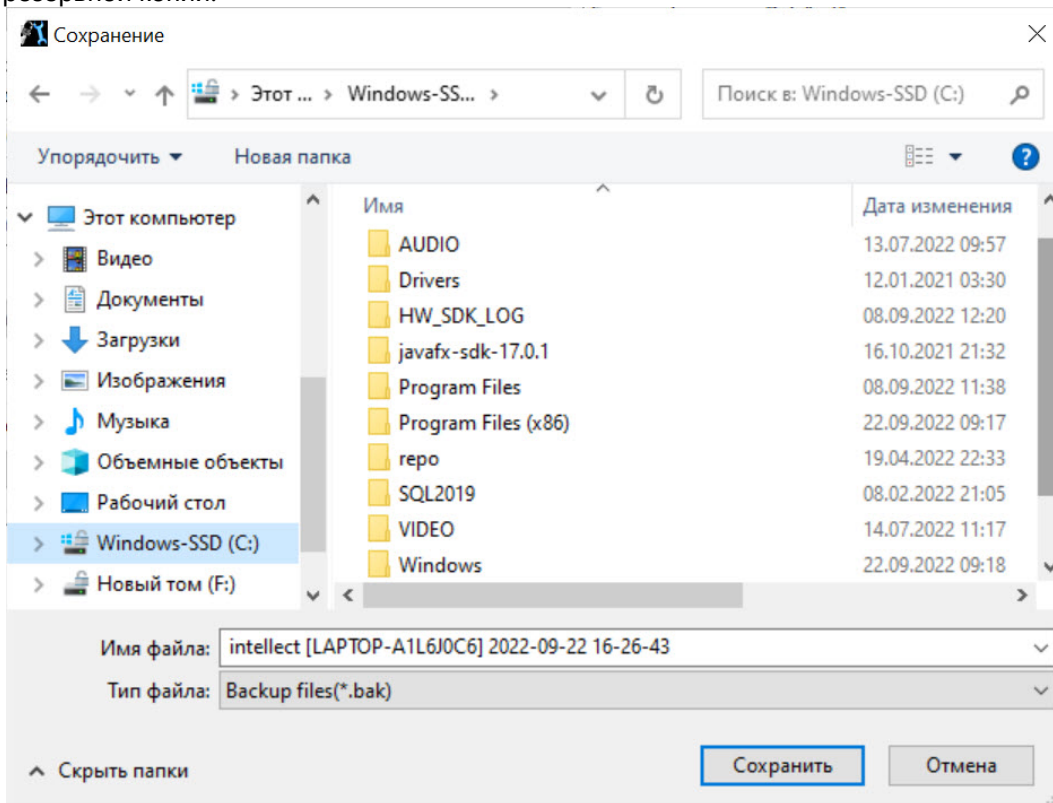 резервной копии.
Сохранение
Этот ... › Windows-SS... ›
Поиск в: Windows-SSD (C:)
Упорядочить
Новая папка
Этот компьютер
Видео
Документы
Загрузки
Изображения
Музыка
Объемные объекты
Рабочий стол
Windows-SSD (C:)
Новый том (F:)
Имя Дата изменения
AUDIO 13.07.2022 09:57
Drivers 12.01.2021 03:30
HW_SDK_LOG 08.09.2022 12:20
javafx-sdk-17.0.1 16.10.2021 21:32
Program Files 08.09.2022 11:38
Program Files (x86) 22.09.2022 09:17
repo 19.04.2022 22:33
SQL2019 08.02.2022 21:05
VIDEO 14.07.2022 11:17
Windows 22.09.2022 09:18
Имя файла: intellect [LAPTOP-A1L6J0C6] 2022-09-22 16-26-43
Тип файла: Backup files(*.bak)
Скрыть папки
Сохранить
Отмена